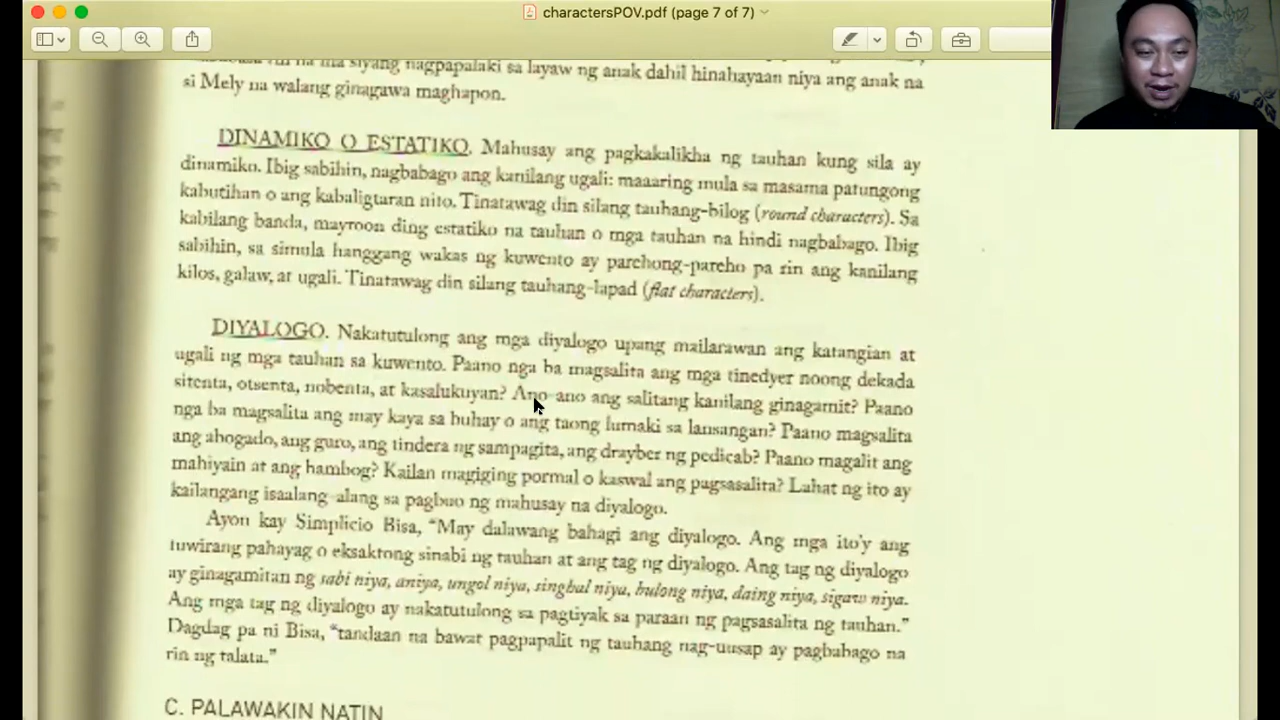 charactersPOV.pdf (page 7 of 7)
siyang nagpapalaki sa layaw ng anak dahil hinahayaan niya ang anak na
si Mely na walang ginagawa maghapon.
DINAMIKO O ESTATIKO. Mahusay ang pagkakalikha ng tauhan kung sila ay
dinamiko. Ibig sabihin, nagbabago ang kanilang ugali: maaaring mula sa masama patungong
kabutihan o ang kabaligtaran nito. Tinatawag din silang tauhang-bilog (round characters). Sa
kabilang banda, mayroon ding estatiko na tauhan o mga tauhan na hindi nagbabago. Ibig
sabihin, sa simula hanggang wakas ng kuwento ay parehong-pareho pa rin ang kanilang
kilos, galaw, at ugali. Tinatawag din silang tauhang-lapad (flat characters).
DIYALOGO. Nakatutulong ang mga diyalogo upang mailarawan ang katangian at
ugali ng mga tauhan sa kuwento. Paano nga ba magsalita ang mga tinedyer noong dekada
sitenta, otsenta, nobenta, at kasalukuyan? Ano-ano ang salitang kanilang ginagamit? Paano
nga ba magsalita ang may kaya sa buhay o ang taong lumaki sa lansangan? Paano magsalita
ang abogado, ang guro, ang tindera ng sampagita, ang drayber ng pedicab? Paano magalit ang
mahiyain at ang hambog? Kailan magiging pormal o kaswal ang pagsasalita? Lahat ng ito ay
kailangang isaalang-alang sa pagbuo ng mahusay na diyalogo.
Ayon kay Simplicio Bisa, “May dalawang bahagi ang diyalogo. Ang mga ito’y ang
tuwirang pahayag o eksaktong sinabi ng tauhan at ang tag ng diyalogo. Ang tag ng diyalogo
ay ginagamitan ng sabi niya, aniya, ungol niya, singhal niya, bulong niya, daing niya, sigaw niya.
Ang mga tag ng diyalogo ay nakatutulong sa pagtiyak sa paraan ng pagsasalita ng tauhan.”
Dagdag pa ni Bisa, “tandaan na bawat pagpapalit ng tauhang nag-uusap ay pagbabago na
rin ng talata.”
C. PALAWAKIN NATIN